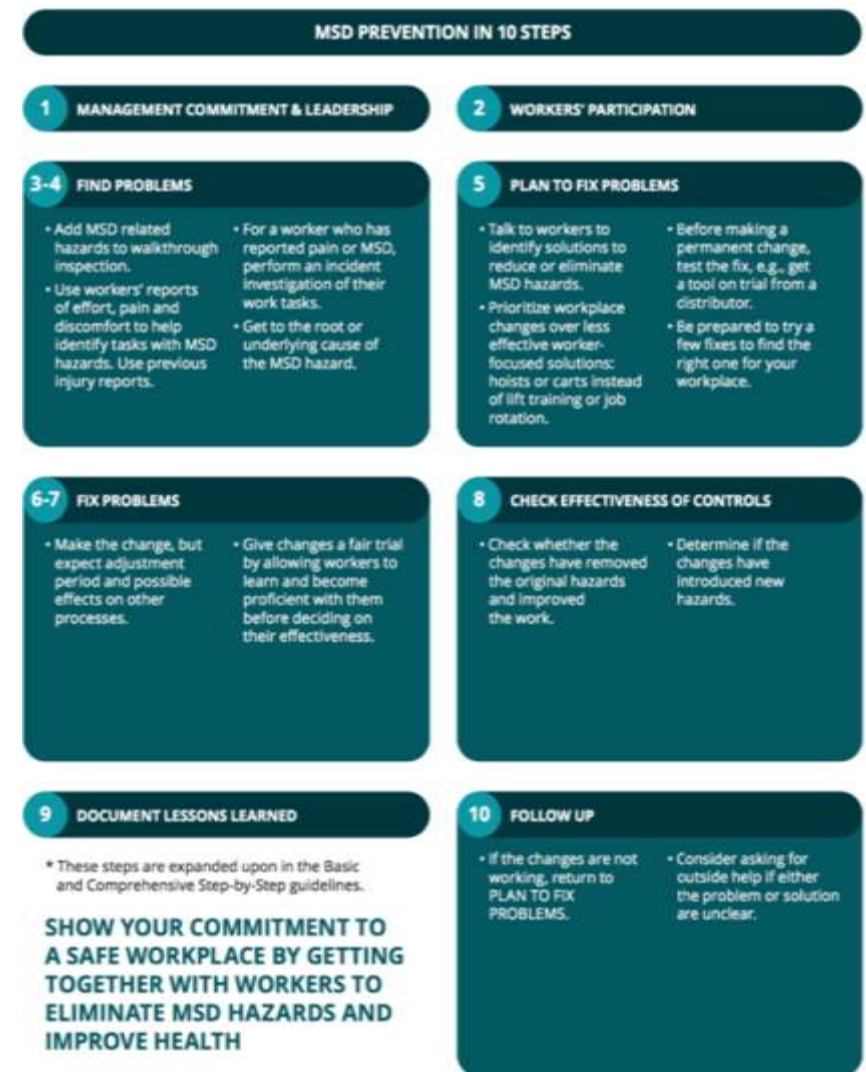 MSD PREVENTION IN 10 STEPS
1 MANAGEMENT COMMITMENT & LEADERSHIP
2 WORKERS' PARTICIPATION
3-4 FIND PROBLEMS
• Add MSD related
hazards to walkthrough
inspection.
• Use workers' reports
of effort, pain and
discomfort to help
identify tasks with MSD
hazards. Use previous
injury reports.
• For a worker who has
reported pain or MSD,
perform an incident
investigation of their
work tasks.
• Get to the root or
underlying cause of
the MSD hazard.
5 PLAN TO FIX PROBLEMS
• Talk to workers to
identify solutions to
reduce or eliminate
MSD hazards.
• Prioritize workplace
changes over less
effective worker-
focused solutions:
hoists or carts instead
of lift training or job
rotation.
• Before making a
permanent change,
test the fix, e.g., get
a tool on trial from a
distributor.
• Be prepared to try a
few fixes to find the
right one for your
workplace.
6-7 FIX PROBLEMS
• Make the change, but
expect adjustment
period and possible
effects on other
processes.
• Give changes a fair trial
by allowing workers to
learn and become
proficient with them
before deciding on
their effectiveness.
8 CHECK EFFECTIVENESS OF CONTROLS
• Check whether the
changes have removed
the original hazards
and improved
the work.
• Determine if the
changes have
introduced new
hazards.
9 DOCUMENT LESSONS LEARNED
* These steps are expanded upon in the Basic
and Comprehensive Step-by-Step guidelines.
SHOW YOUR COMMITMENT TO
A SAFE WORKPLACE BY GETTING
TOGETHER WITH WORKERS TO
ELIMINATE MSD HAZARDS AND
IMPROVE HEALTH
10 FOLLOW UP
• If the changes are not
working, return to
PLAN TO FIX
PROBLEMS.
• Consider asking for
outside help if either
the problem or solution
are unclear.